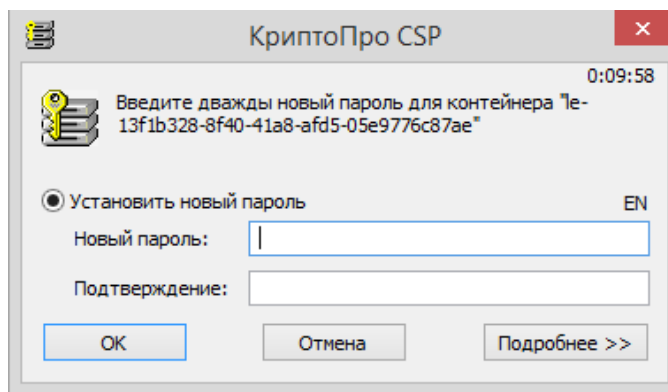 КриптоПро CSP
0:09:58
Введите дважды новый пароль для контейнера "le-
13f1b328-8f40-41a8-afd5-05e9776c87ae"
Установить новый пароль EN
Новый пароль:
Подтверждение:
ОК Отмена Подробнее >>